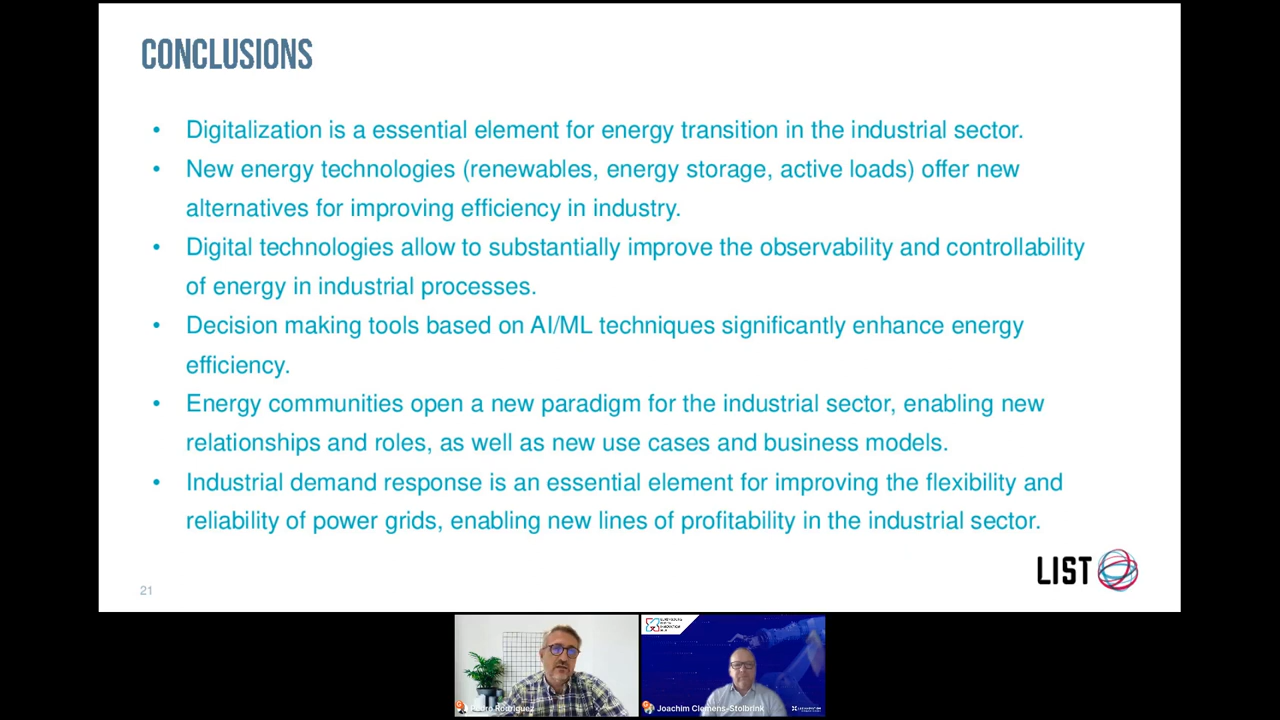 CONCLUSIONS
• Digitalization is a essential element for energy transition in the industrial sector.
• New energy technologies (renewables, energy storage, active loads) offer new
alternatives for improving efficiency in industry.
• Digital technologies allow to substantially improve the observability and controllability
of energy in industrial processes.
• Decision making tools based on AI/ML techniques significantly enhance energy
efficiency.
• Energy communities open a new paradigm for the industrial sector, enabling new
relationships and roles, as well as new use cases and business models.
• Industrial demand response is an essential element for improving the flexibility and
reliability of power grids, enabling new lines of profitability in the industrial sector.
LIST
21
Pedro Rodriguez
Joachim Clemens-Stolbrink